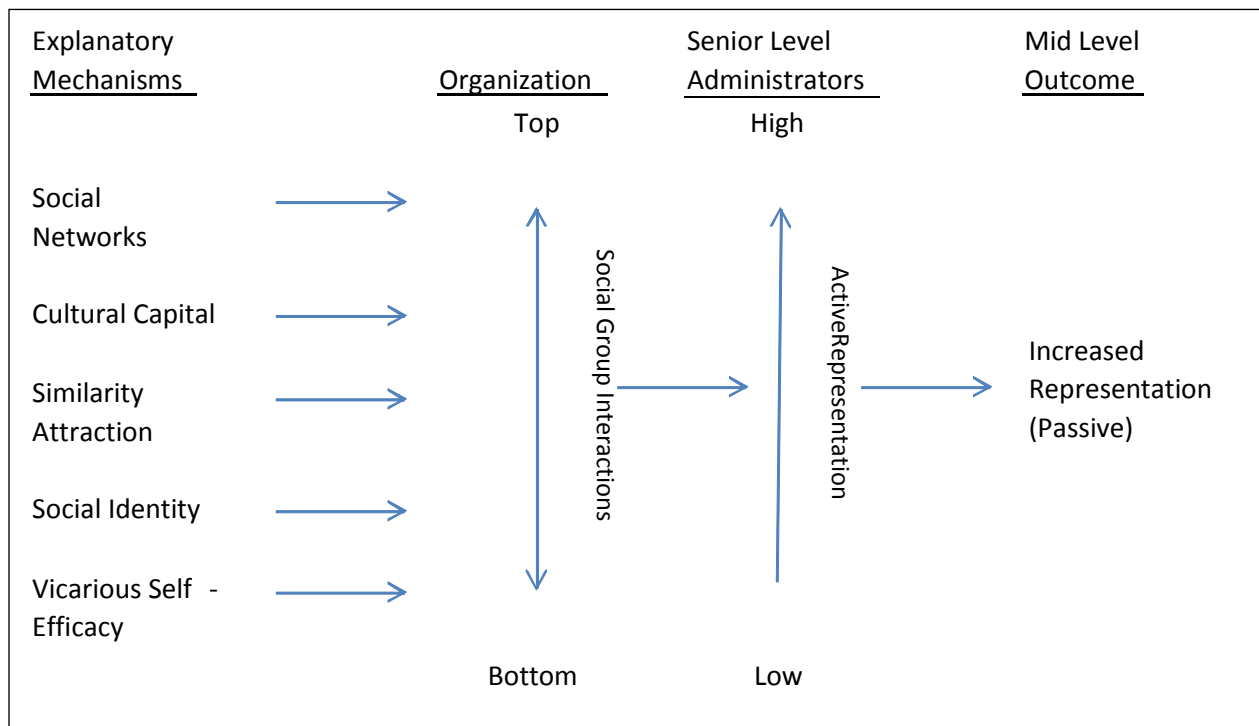 Explanatory
Mechanisms
Organization
Senior Level
Administrators
Mid Level
Outcome
Top
High
Social
Networks
Cultural Capital
Similarity
Attraction
Social Identity
Vicarious Self -
Efficacy
Social Group Interactions
ActiveRepresentation
Increased
Representation
(Passive)
Bottom
Low